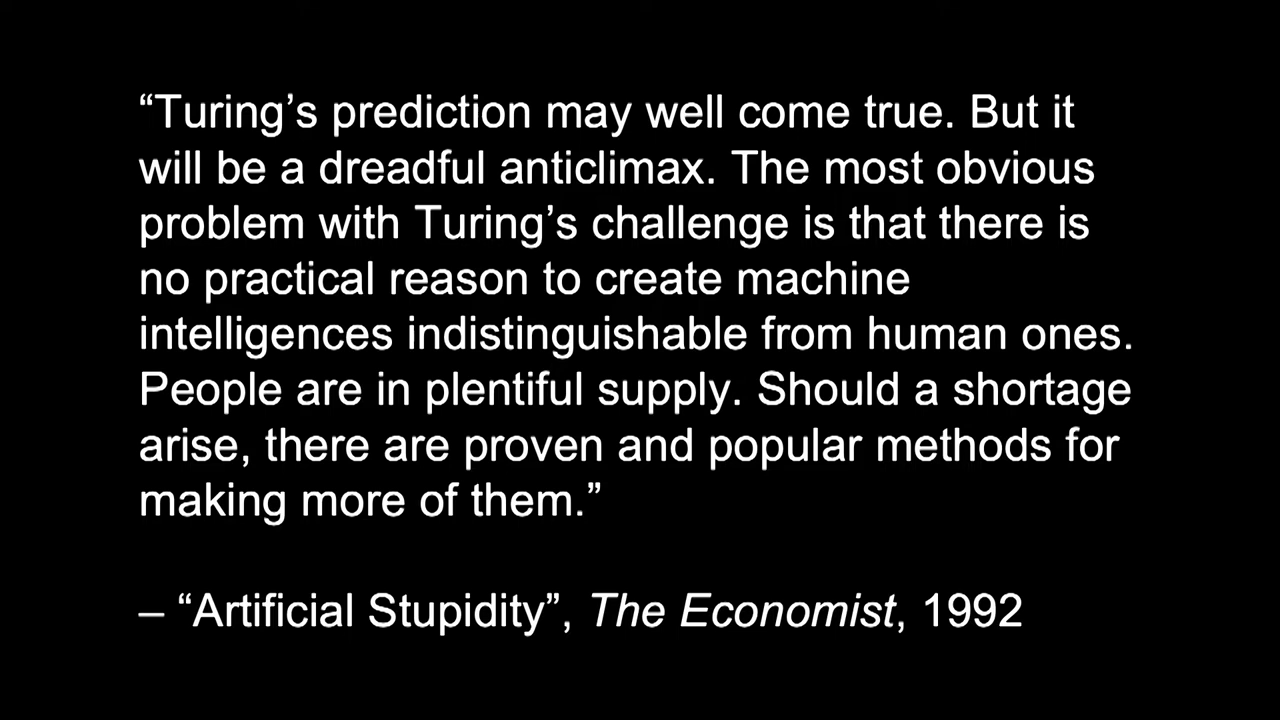 “Turing’s prediction may well come true. But it
will be a dreadful anticlimax. The most obvious
problem with Turing’s challenge is that there is
no practical reason to create machine
intelligences indistinguishable from human ones.
People are in plentiful supply. Should a shortage
arise, there are proven and popular methods for
making more of them.”
– “Artificial Stupidity”, The Economist, 1992